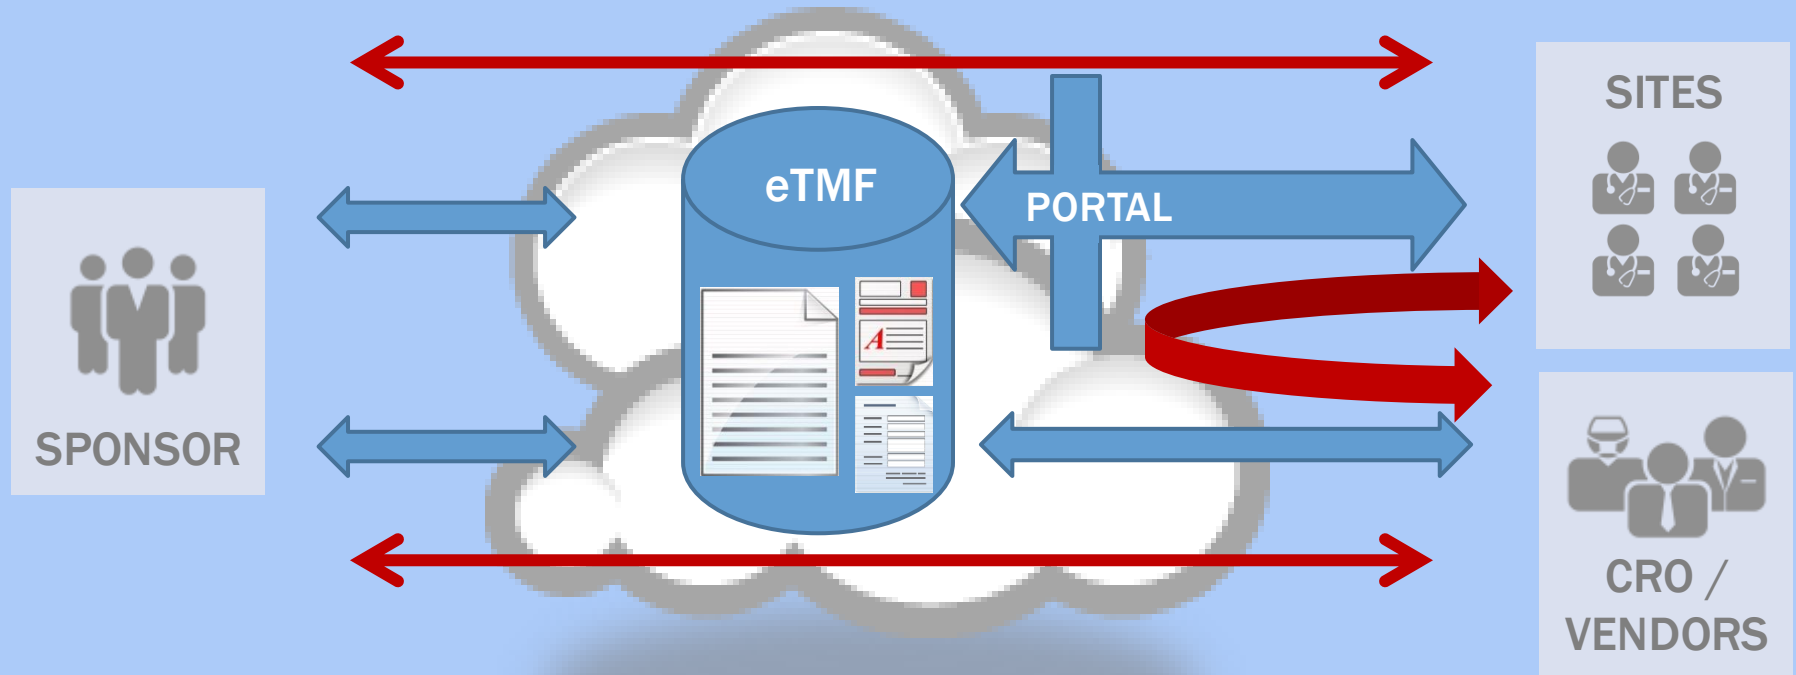 SPONSOR
eTMF
A
PORTAL
SITES
CRO /
VENDORS